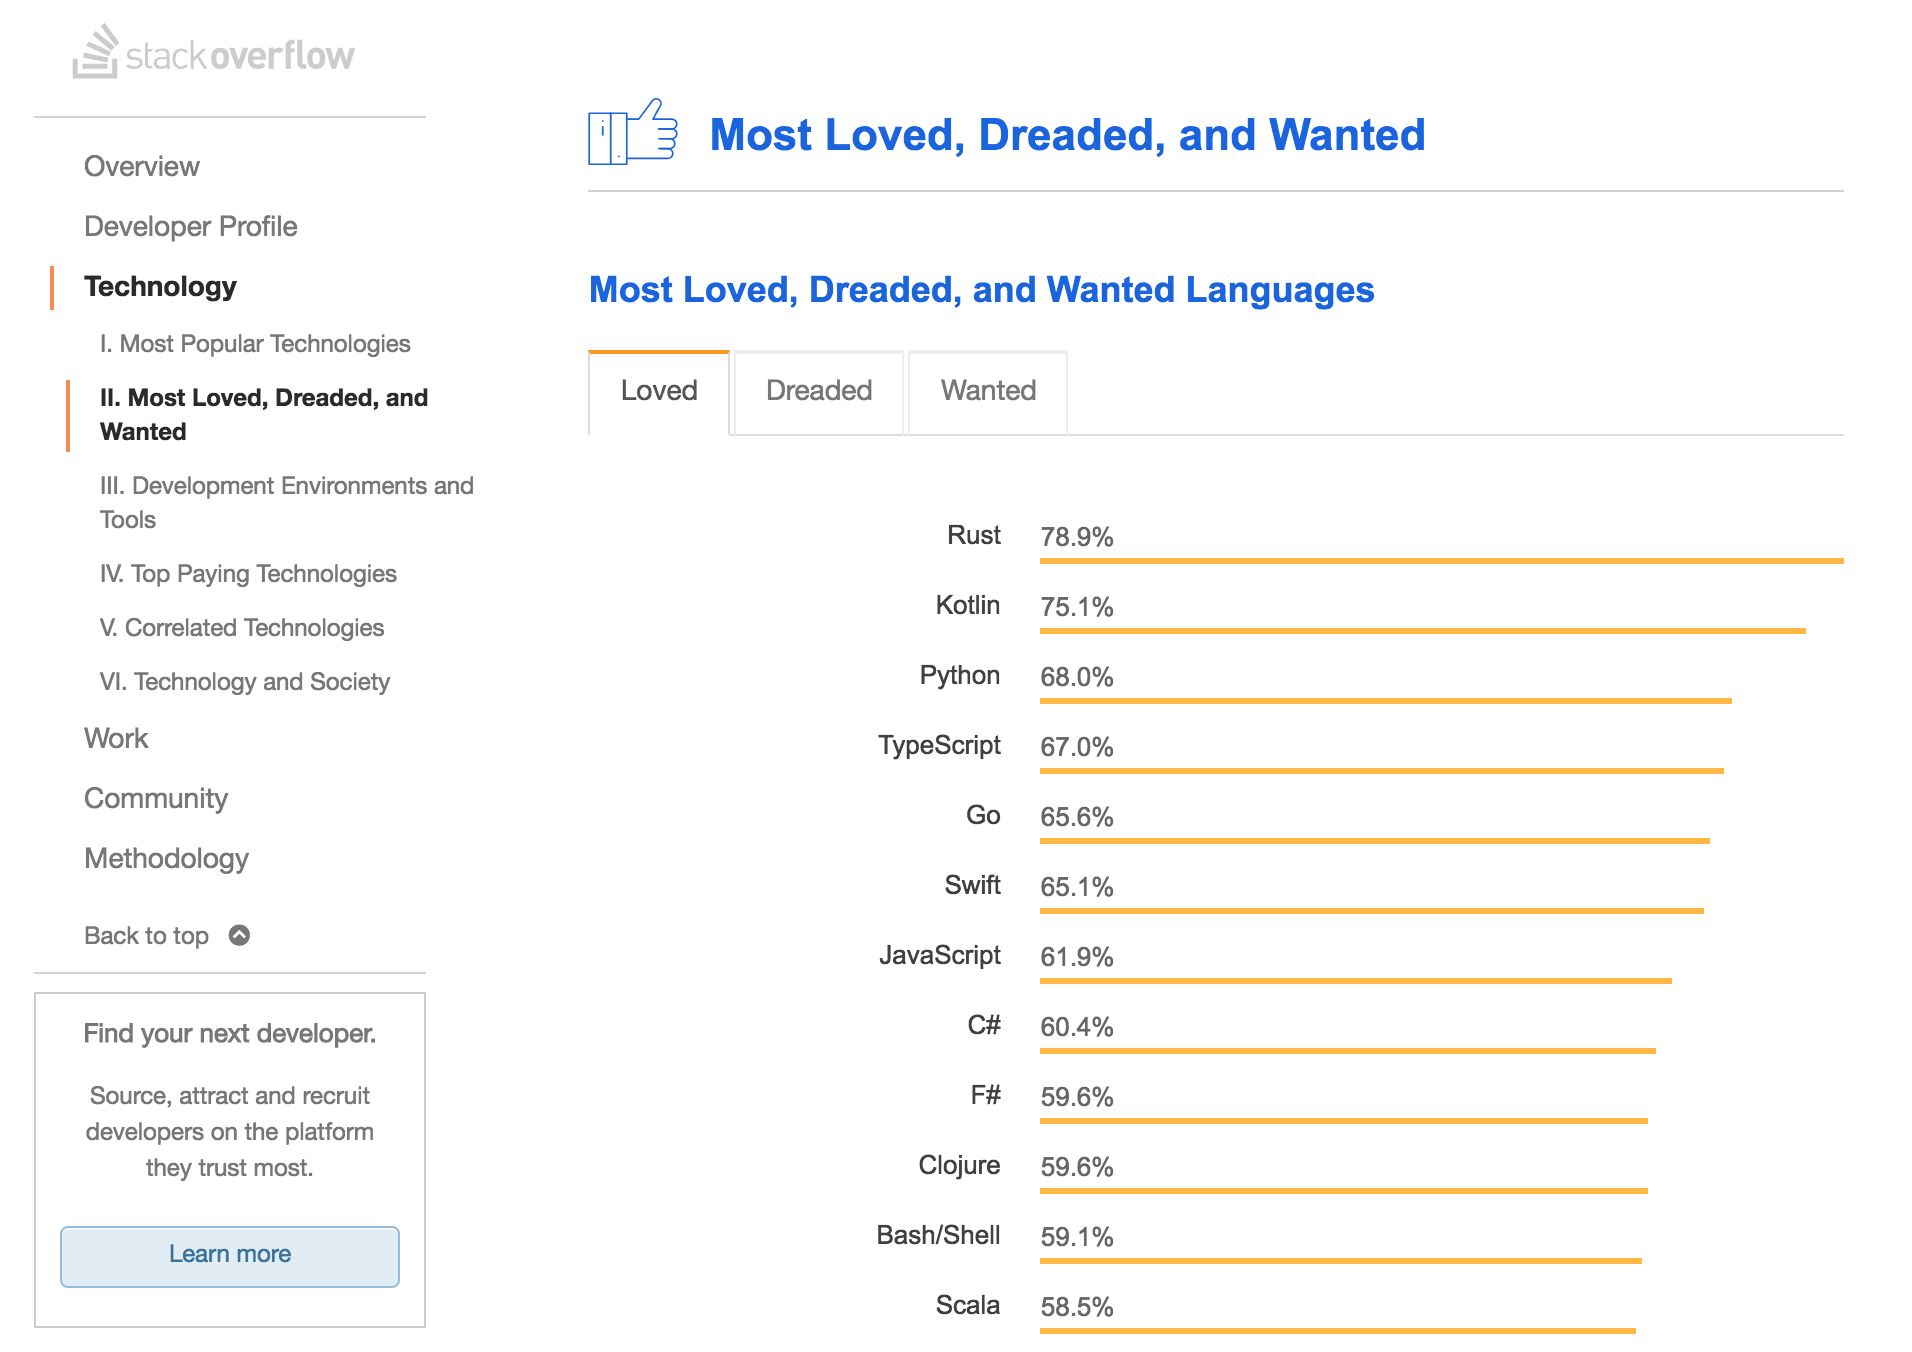 stackoverflow
Overview
Developer Profile
Technology
I. Most Popular Technologies
II. Most Loved, Dreaded, and
Wanted
III. Development Environments and
Tools
IV. Top Paying Technologies
V. Correlated Technologies
VI. Technology and Society
Work
Community
Methodology
Back to top
Find your next developer.
Source, attract and recruit
developers on the platform
they trust most.
Learn more
Most Loved, Dreaded, and Wanted
Most Loved, Dreaded, and Wanted Languages
Loved Dreaded Wanted
Rust 78.9%
Kotlin 75.1%
Python 68.0%
TypeScript 67.0%
Go 65.6%
Swift 65.1%
JavaScript 61.9%
C# 60.4%
F# 59.6%
Clojure 59.6%
Bash/Shell 59.1%
Scala 58.5%